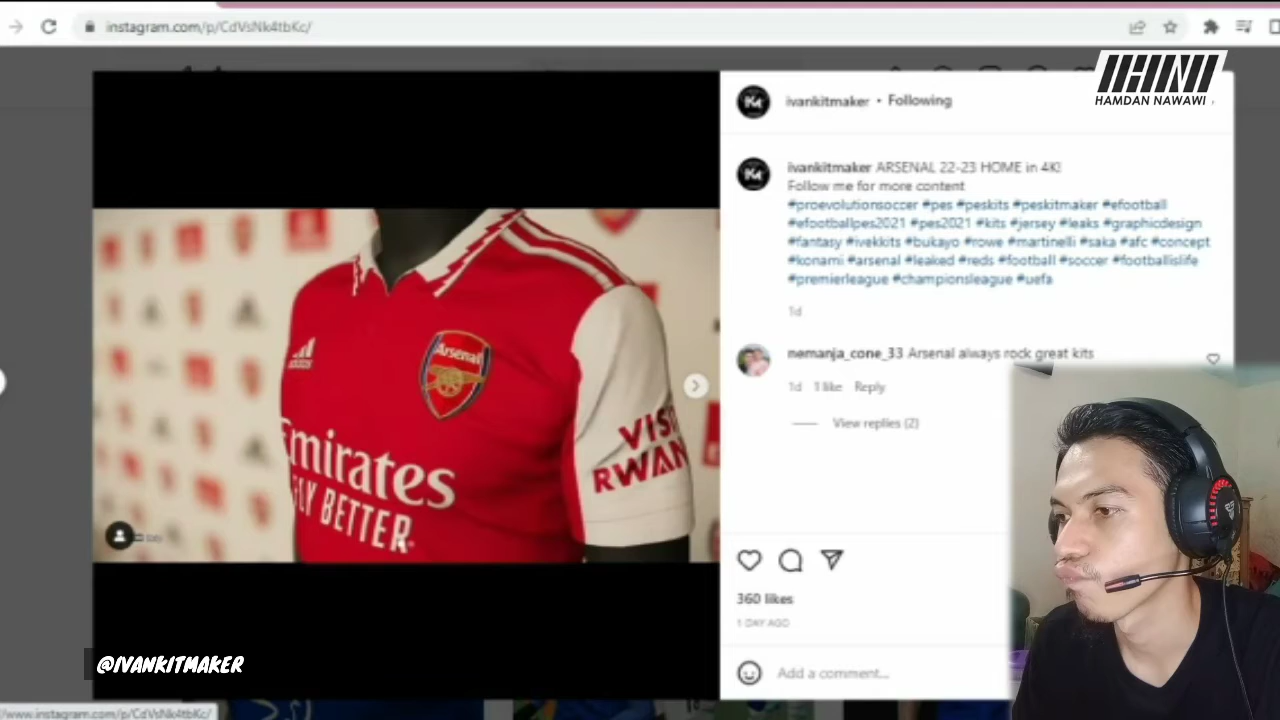 instagram.com/p/CdVsNk4tbKc/
HAMDAN NAWAWI
ivankitmaker • Following
ivankitmaker ARSENAL 22-23 HOME in 4K!
Follow me for more content
#proevolutionsoccer #pes #peskits #peskitmaker #efootball
#efootballpes2021 #pes2021 #kits #jersey #leaks #graphicdesign
#fantasy #ivekkits #bukayo #rowe #martinelli #saka #afc #concept
#konami #arsenal #leaked #reds #football #soccer #footballislife
#premierleague #championsleague #uefa
1d
nemanja_cone_33 Arsenal always rock great kits
1d 1 like Reply
View replies (2)
adidas
Arsenal
Emirates
FLY BETTER
VISIT
RWAN
360 likes
1 DAY AGO
Add a comment...
@IVANKITMAKER
/www.instagram.com/p/CdVsNk4tbKc/